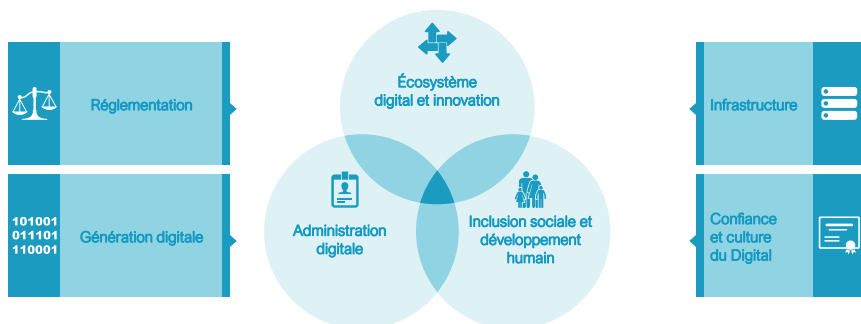 Écosystème
digital et innovation
Réglementation
Infrastructure
101001
011101
110001
Génération digitale
Administration
digitale
Inclusion sociale et
développement
humain
Confiance
et culture
du Digital